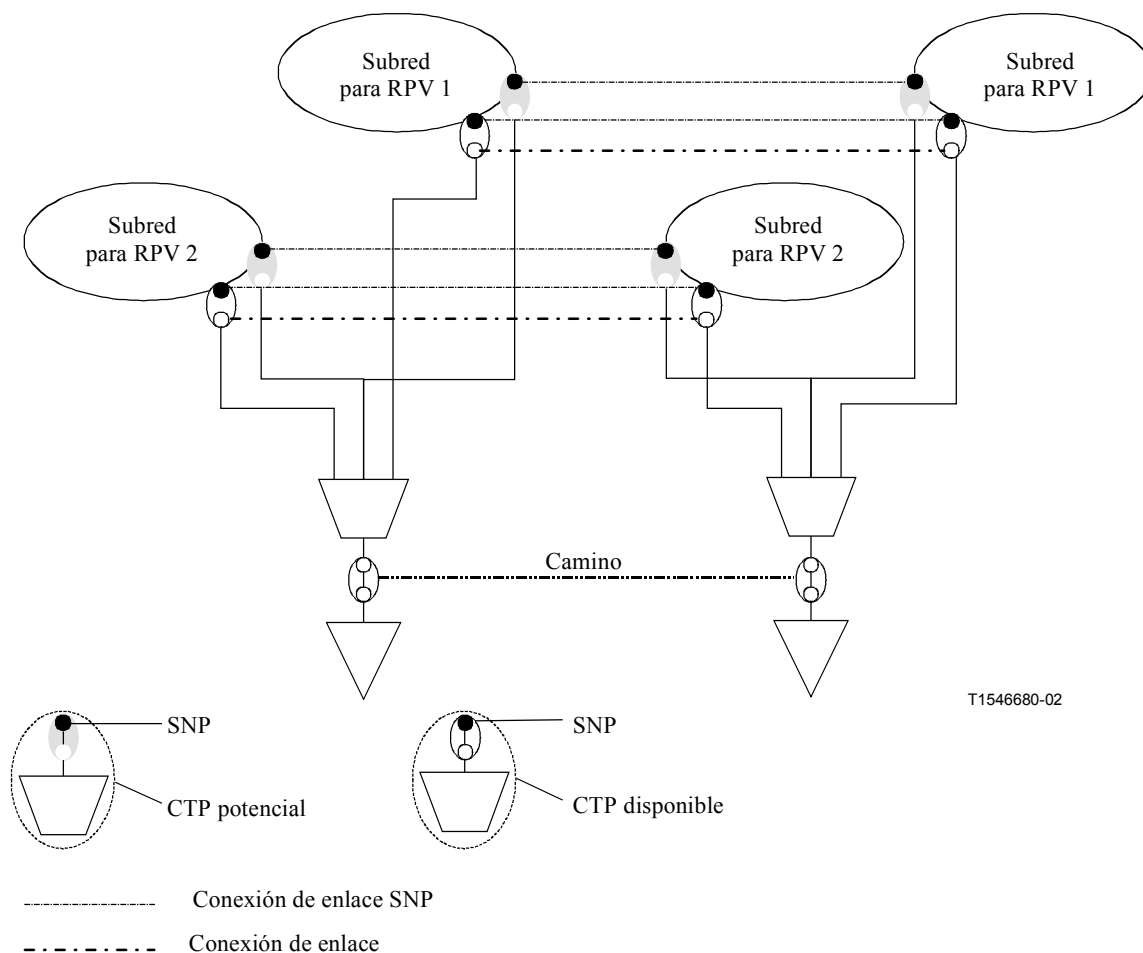 Subred
para RPV 1
Subred
para RPV 1
Subred
para RPV 2
Subred
para RPV 2
Camino
T1546680-02
SNP
CTP potencial
SNP
CTP disponible
Conexión de enlace SNP
Conexión de enlace